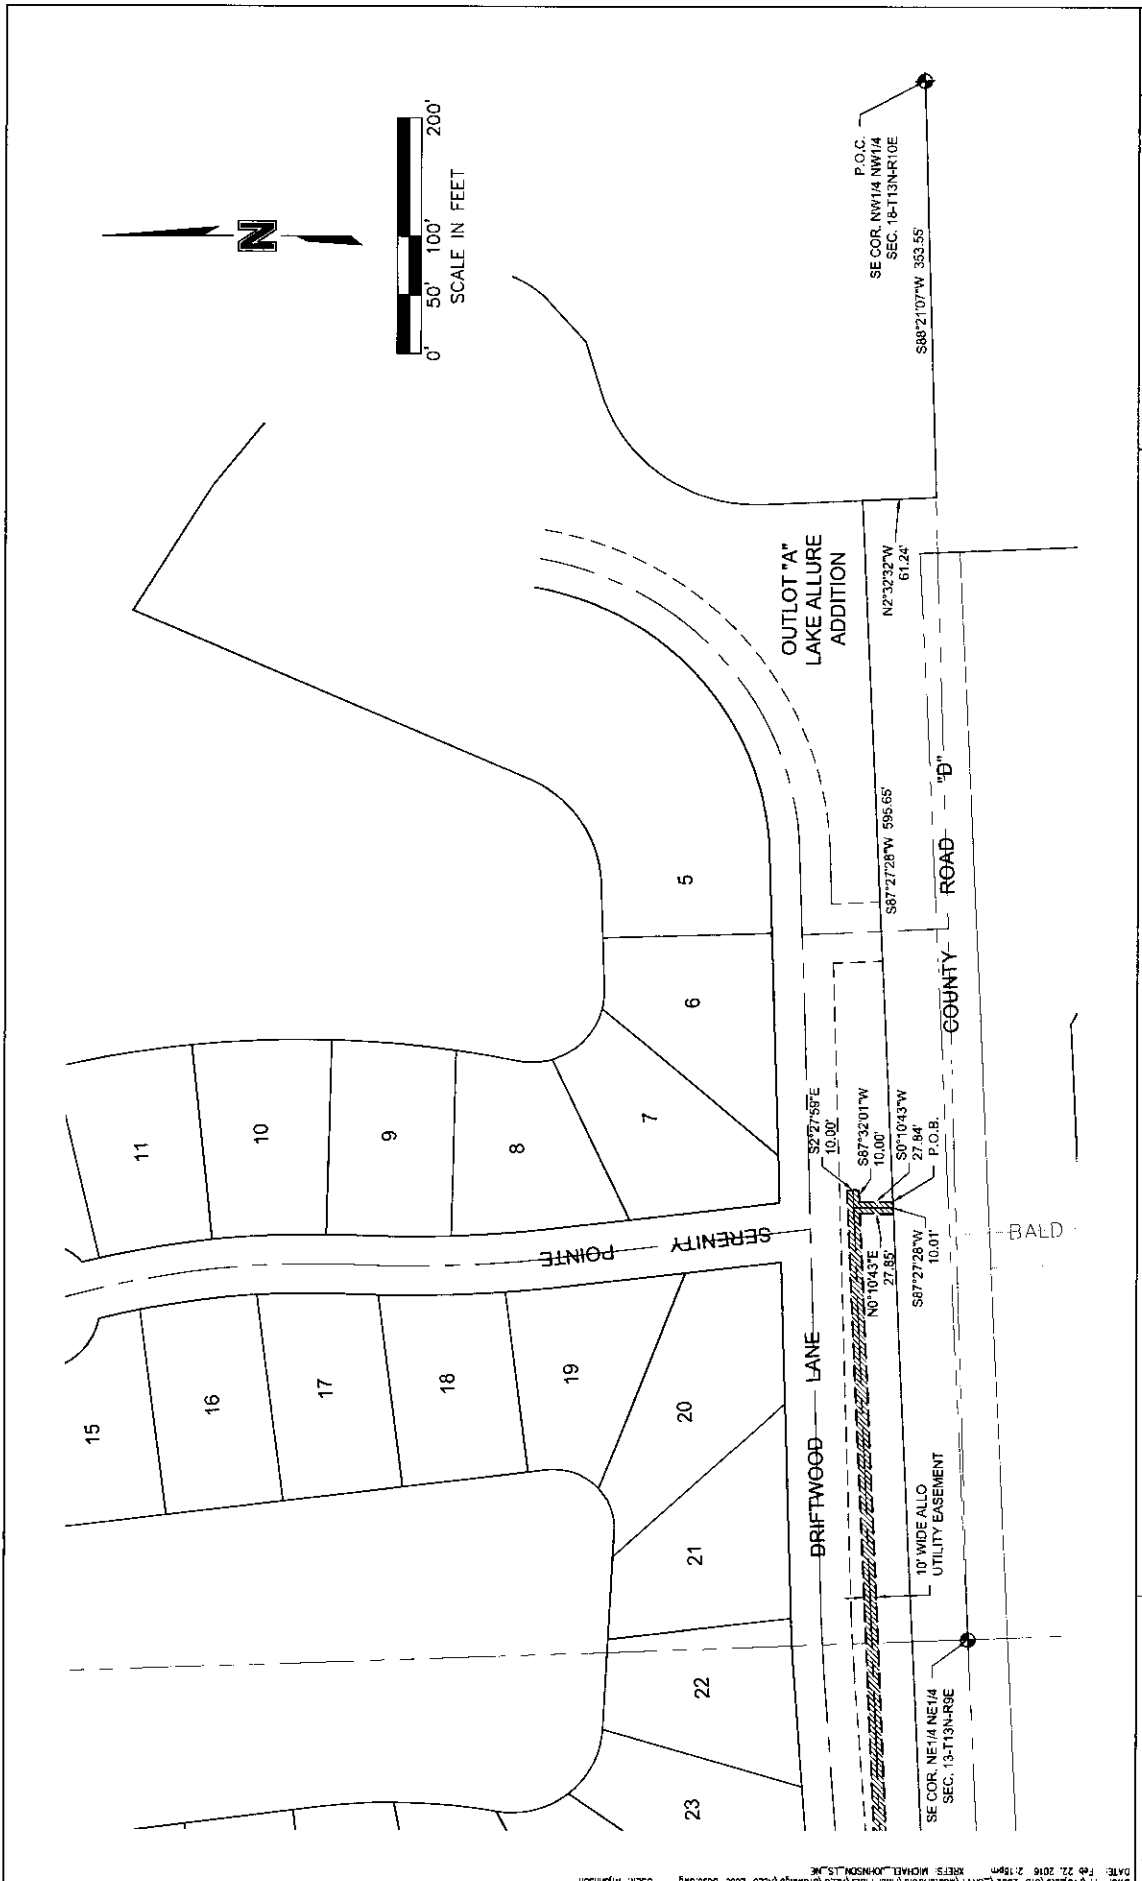 N
0'
50'
100'
200'
SCALE IN FEET
P.O.C.
SE COR. NW1/4 NW1/4
SEC. 18-T13N-R10E
S88°21'07"W 353.55'
N2°32'32"W
61.24'
OUTLOT "A"
LAKE ALLURE
ADDITION
S87°27'28"W 595.65'
COUNTY ROAD "D"
5
6
7
8
9
10
11
SERENITY
POINTE
15
16
17
18
19
20
21
22
23
DRIFTWOOD LANE
S2°27'59"E
10.00'
S87°32'01"W
10.00'
S0°10'43"W
27.84'
P.O.B.
N0°10'43"E
27.85'
S87°27'28"W
10.01'
BALD
10' WIDE ALLO
UTILITY EASEMENT
SE COR. NE1/4 NE1/4
SEC. 13-T13N-R9E
DATE: Feb 22, 2016 2:18pm XREFS: MICHAEL_JOHNSON_LS_NE